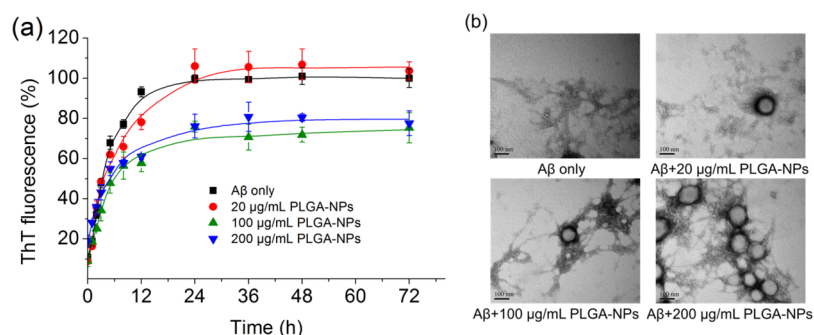 (a)
120
100
80
60
40
20
ThT fluorescence (%)
Aβ only
20 μg/mL PLGA-NPs
100 μg/mL PLGA-NPs
200 μg/mL PLGA-NPs
0 12 24 36 48 60 72
Time (h)
(b)
100 nm
100 nm
Aβ only
Aβ+20 μg/mL PLGA-NPs
100 nm
100 nm
Aβ+100 μg/mL PLGA-NPs
Aβ+200 μg/mL PLGA-NPs